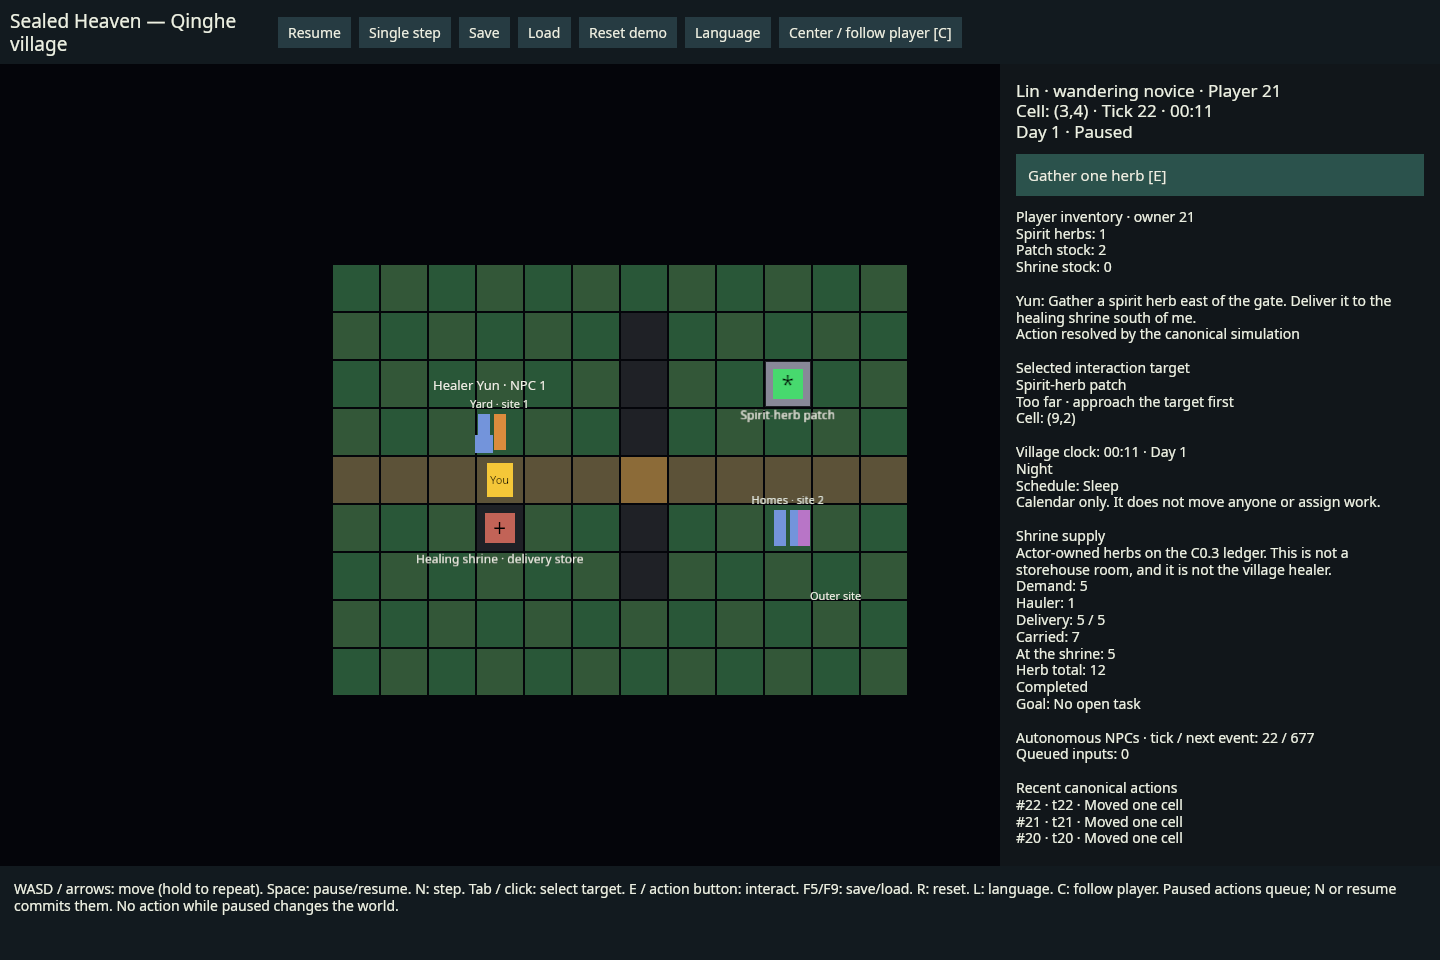 Sealed Heaven — Qinghe
village
Resume
Single step
Save
Load
Reset demo
Language
Center / follow player [C]
Lin · wandering novice · Player 21
Cell: (3,4) · Tick 22 · 00:11
Day 1 · Paused
Gather one herb [E]
Player inventory · owner 21
Spirit herbs: 1
Patch stock: 2
Shrine stock: 0
Yun: Gather a spirit herb east of the gate. Deliver it to the
healing shrine south of me.
Action resolved by the canonical simulation
Selected interaction target
Spirit-herb patch
Too far · approach the target first
Cell: (9,2)
Village clock: 00:11 · Day 1
Night
Schedule: Sleep
Calendar only. It does not move anyone or assign work.
Shrine supply
Actor-owned herbs on the C0.3 ledger. This is not a
storehouse room, and it is not the village healer.
Demand: 5
Hauler: 1
Delivery: 5 / 5
Carried: 7
At the shrine: 5
Herb total: 12
Completed
Goal: No open task
Autonomous NPCs · tick / next event: 22 / 677
Queued inputs: 0
Recent canonical actions
#22 · t22 · Moved one cell
#21 · t21 · Moved one cell
#20 · t20 · Moved one cell
Healer Yun · NPC 1
Yard · site 1
*
Spirit-herb patch
You
Homes · site 2
+
Healing shrine · delivery store
Outer site
WASD / arrows: move (hold to repeat). Space: pause/resume. N: step. Tab / click: select target. E / action button: interact. F5/F9: save/load. R: reset. L: language. C: follow player. Paused actions queue; N or resume
commits them. No action while paused changes the world.